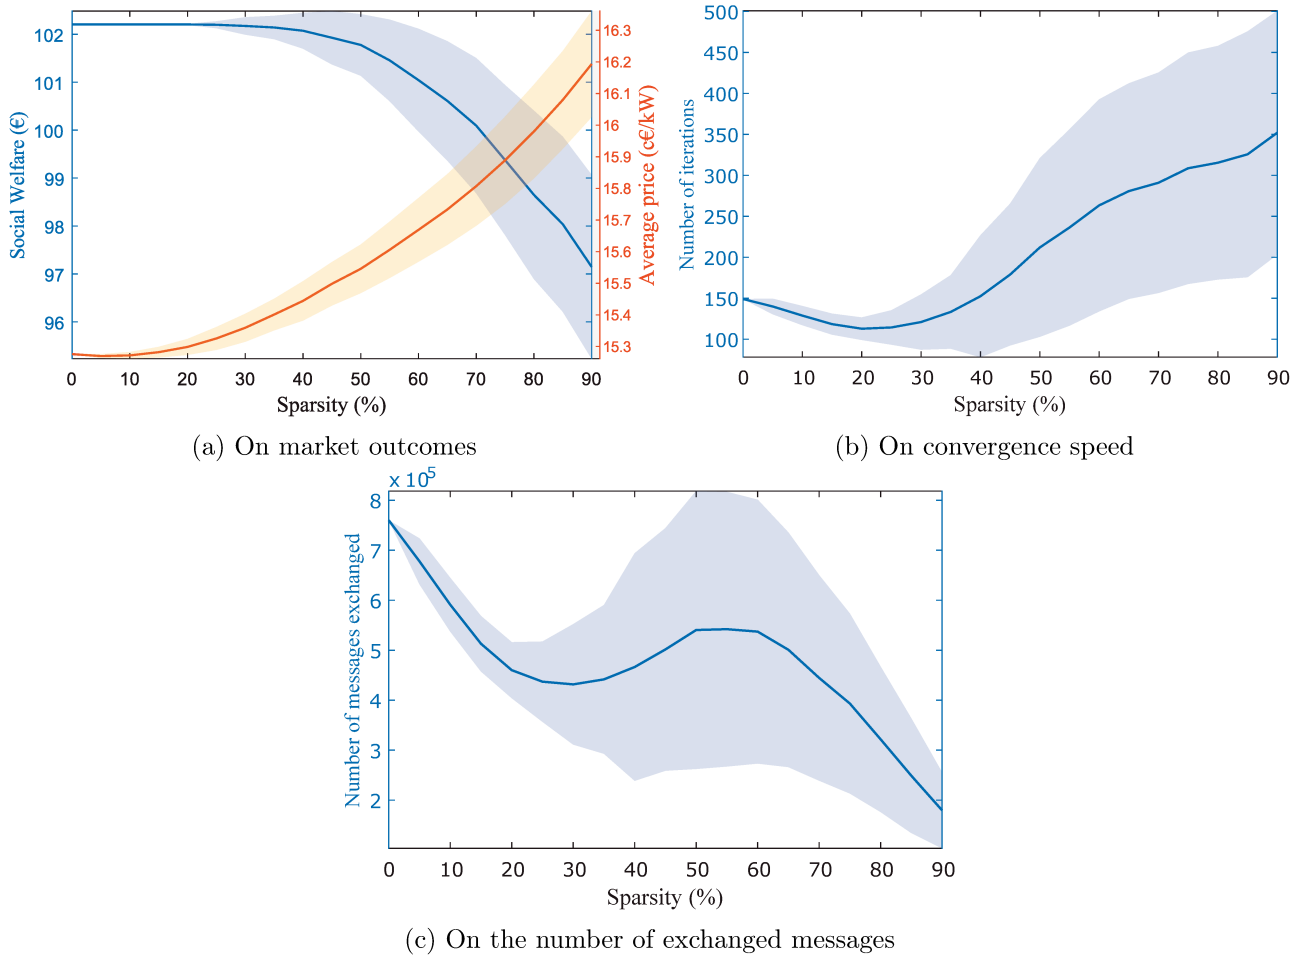 102
101
100
99
98
97
96
Social Welfare (€)
16.3
16.2
16.1
16
15.9
15.8
15.7
15.6
15.5
15.4
15.3
Average price (c€/kW)
0 10 20 30 40 50 60 70 80 90
Sparsity (%)
(a) On market outcomes
500
450
400
350
300
250
200
150
100
Number of iterations
0 10 20 30 40 50 60 70 80 90
Sparsity (%)
(b) On convergence speed
x 10^5
8
7
6
5
4
3
2
Number of messages exchanged
0 10 20 30 40 50 60 70 80 90
Sparsity (%)
(c) On the number of exchanged messages